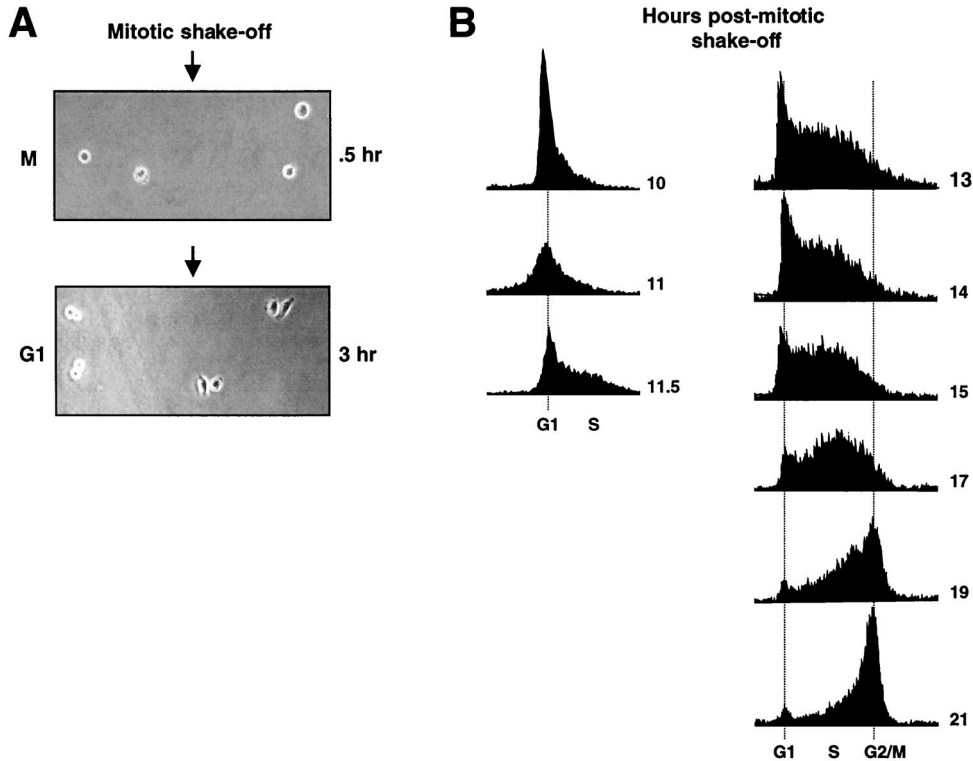 A
Mitotic shake-off
M
.5 hr
G1
3 hr
B
Hours post-mitotic
shake-off
10
11
11.5
G1 S
13
14
15
17
19
21
G1 S G2/M